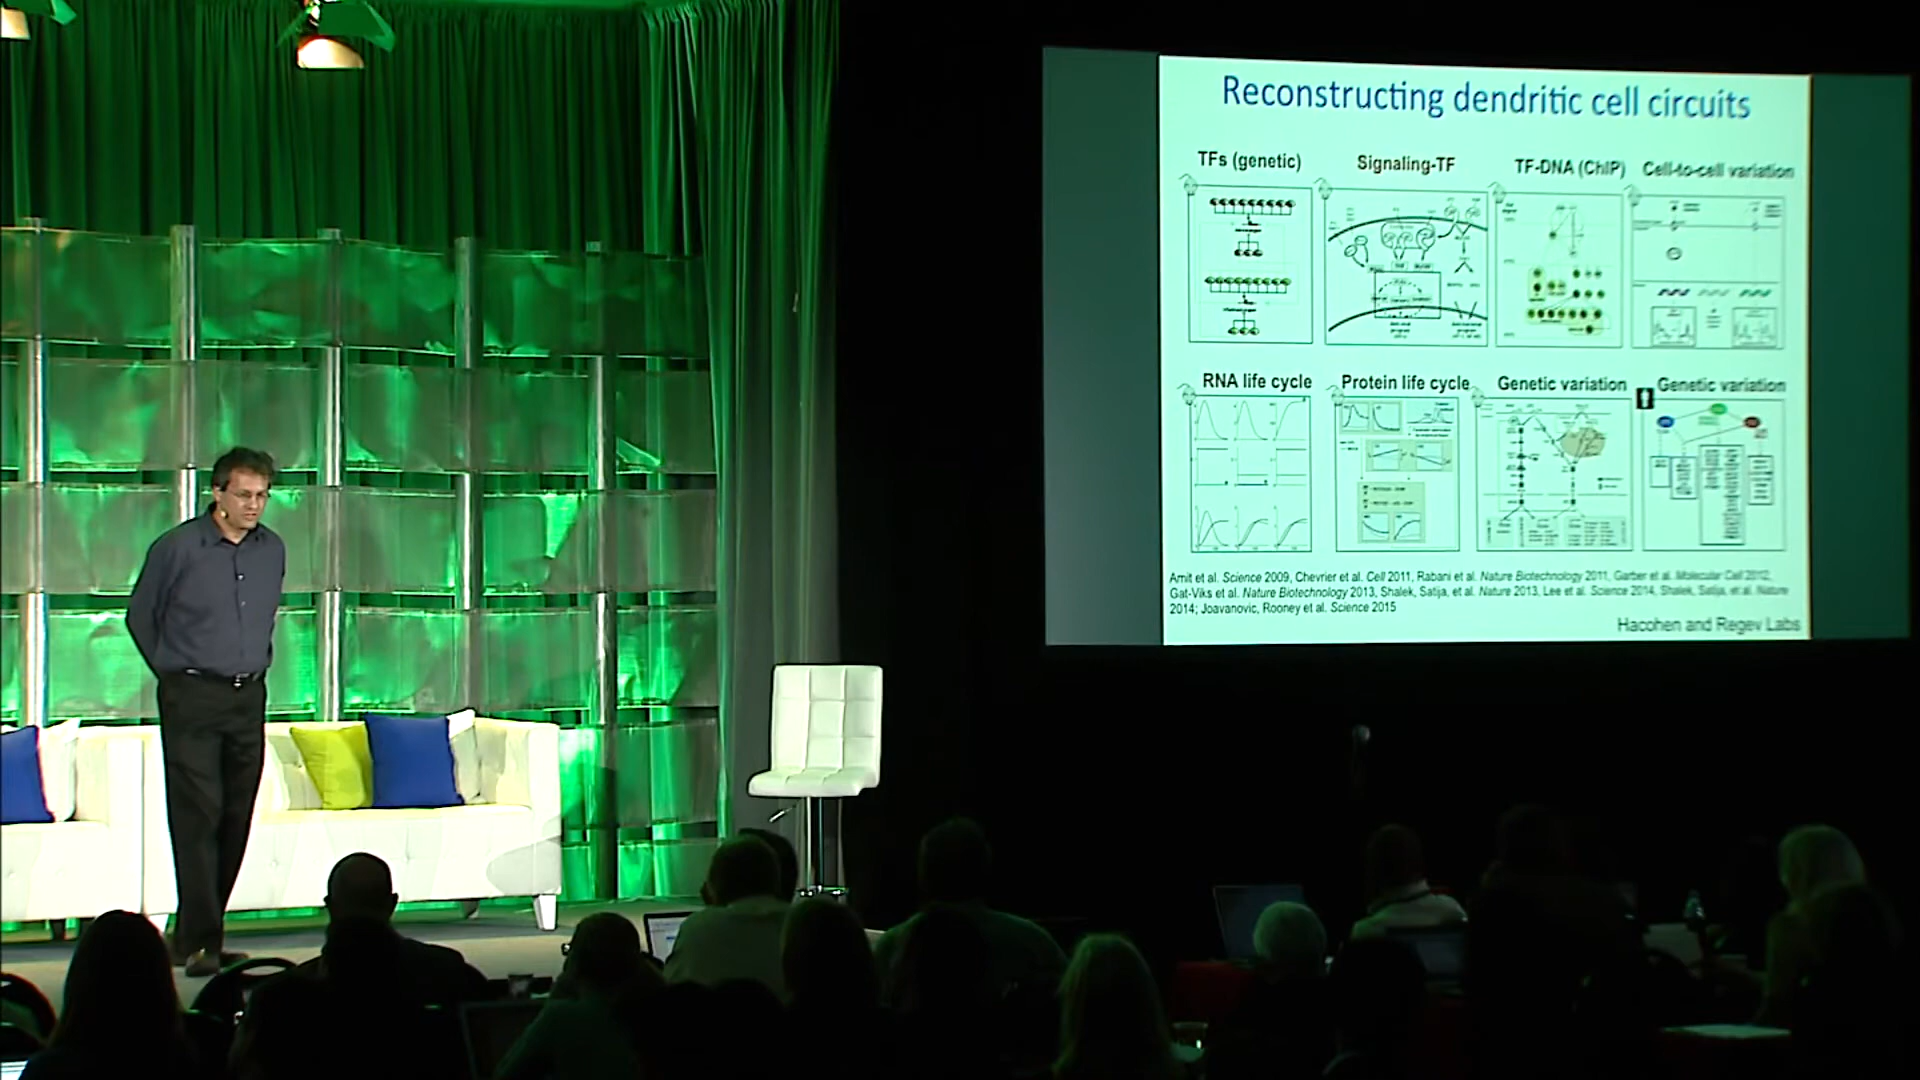 Reconstructing dendritic cell circuits
TFs (genetic)
Signaling-TF
TF-DNA (ChIP)
Cell-to-cell variation
RNA life cycle
Protein life cycle
Genetic variation
Genetic variation
Amit et al. Science 2009, Chevrier et al. Cell 2011, Rabani et al. Nature Biotechnology 2011, Garber et al. Molecular Cell 2012,
Gat-Viks et al. Nature Biotechnology 2013, Shalek, Satija, et al. Nature 2013, Lee et al. Science 2014, Shalek, Satija, et al. Nature
2014; Joavanovic, Rooney et al. Science 2015
Hacohen and Regev Labs